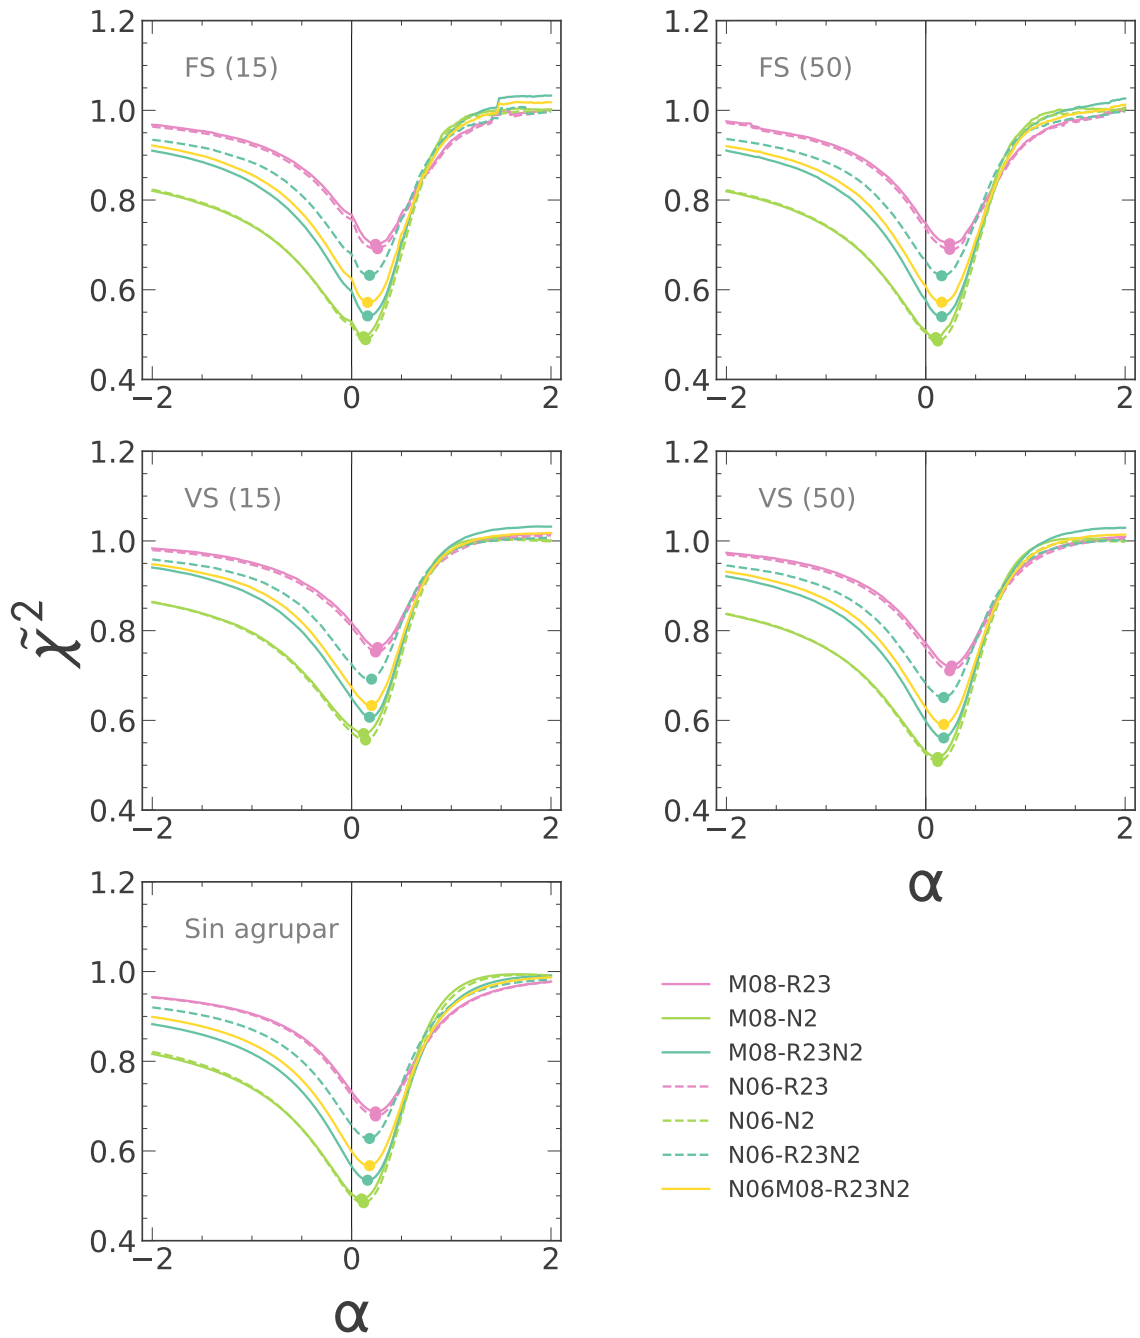 1.2
1.0
0.8
0.6
0.4
−2
0
2
FS (15)
1.2
1.0
0.8
0.6
0.4
−2
0
2
FS (50)
1.2
1.0
0.8
0.6
0.4
−2
0
2
VS (15)
χ̃²
1.2
1.0
0.8
0.6
0.4
−2
0
2
VS (50)
α
1.2
1.0
0.8
0.6
0.4
−2
0
2
Sin agrupar
α
M08-R23
M08-N2
M08-R23N2
N06-R23
N06-N2
N06-R23N2
N06M08-R23N2